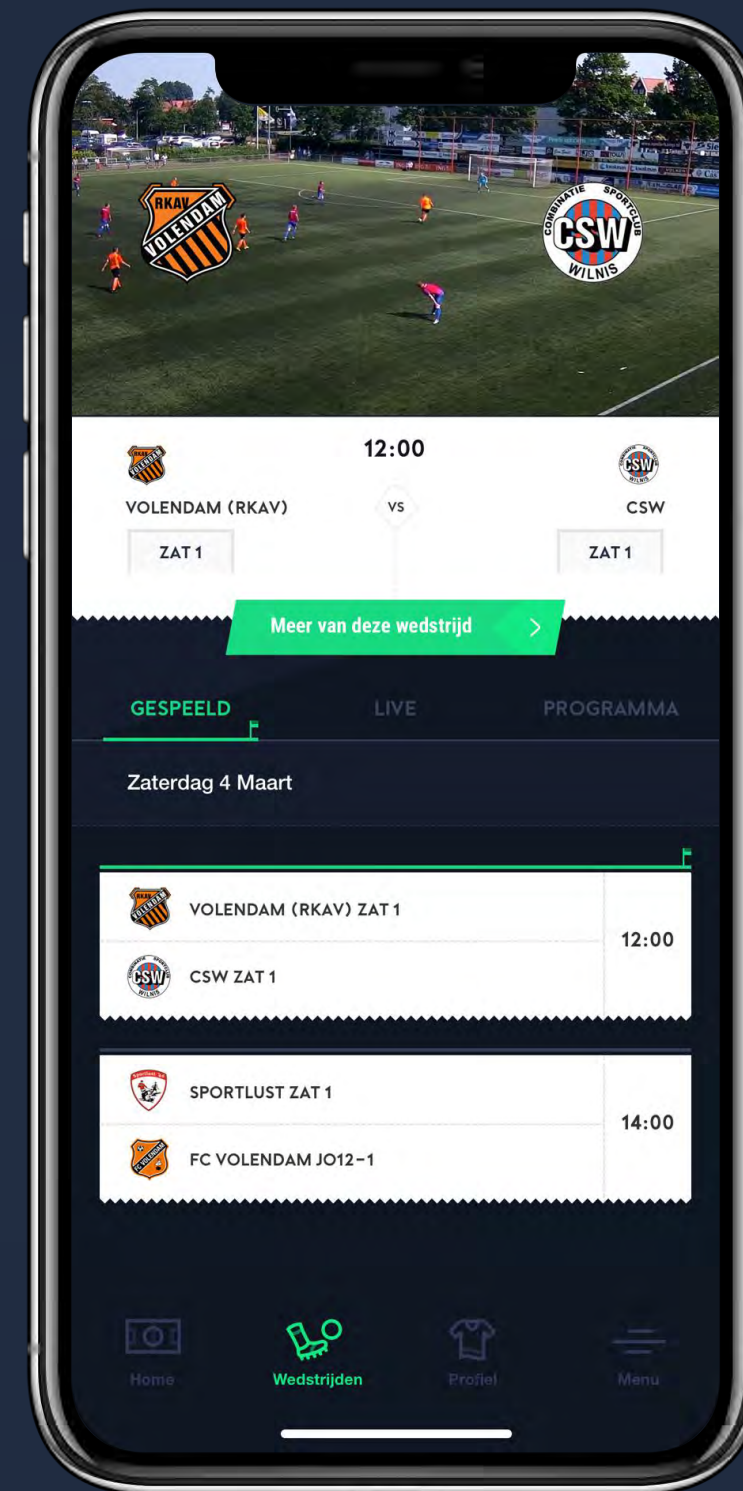 RKAV
VOLENDAM
COMBINATIE SPORTCLUB
CSW
WILNIS
12:00
VOLENDAM (RKAV)
VS
CSW
ZAT 1
ZAT 1
Meer van deze wedstrijd
GESPEELD
LIVE
PROGRAMMA
Zaterdag 4 Maart
VOLENDAM (RKAV) ZAT 1
12:00
CSW ZAT 1
SPORTLUST ZAT 1
14:00
FC VOLENDAM JO12-1
Home
Wedstrijden
Profiel
Menu